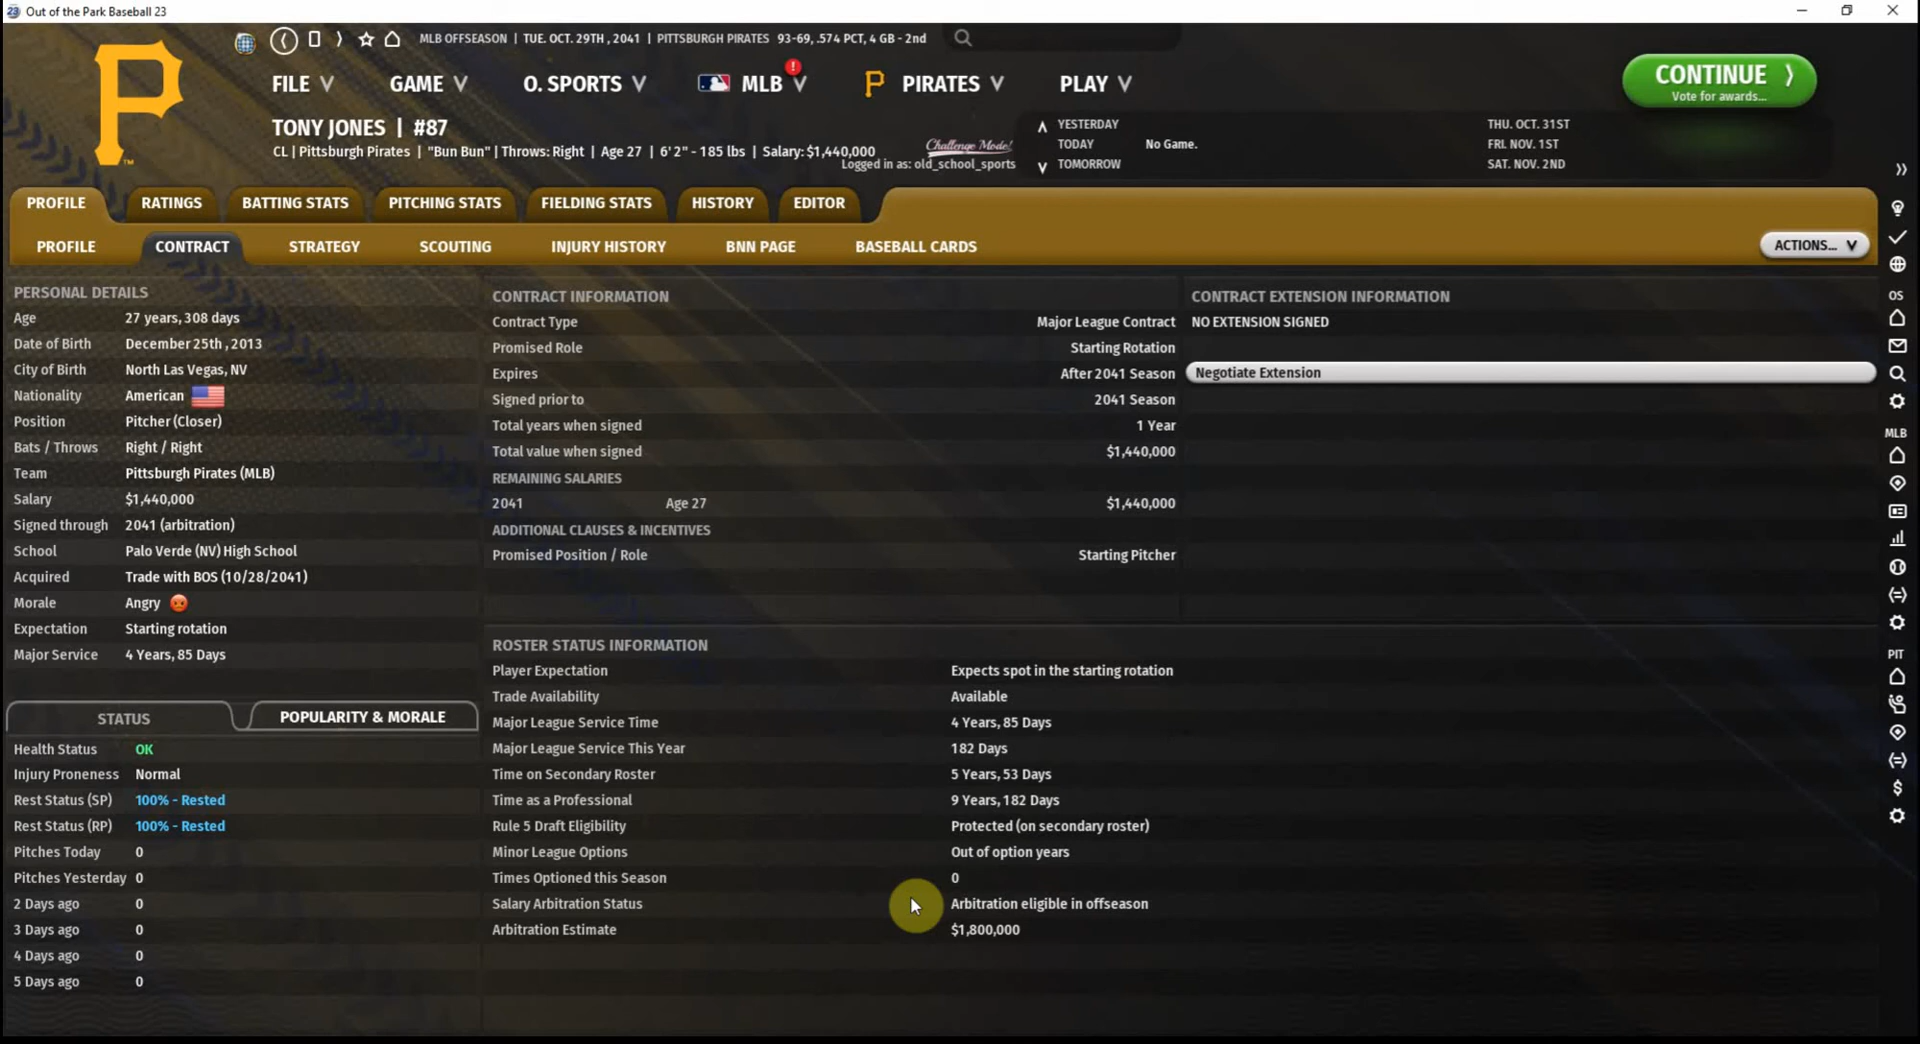 Out of the Park Baseball 23
MLB OFFSEASON | TUE. OCT. 29TH , 2041 | PITTSBURGH PIRATES 93-69, .574 PCT, 4 GB - 2nd
FILE GAME O. SPORTS MLB PIRATES PLAY
CONTINUE
Vote for awards...
TONY JONES | #87
CL | Pittsburgh Pirates | "Bun Bun" | Throws: Right | Age 27 | 6' 2" - 185 lbs | Salary: $1,440,000
Challenge Mode!
Logged in as: old_school_sports
YESTERDAY
TODAY No Game.
TOMORROW
THU. OCT. 31ST
FRI. NOV. 1ST
SAT. NOV. 2ND
PROFILE RATINGS BATTING STATS PITCHING STATS FIELDING STATS HISTORY EDITOR
PROFILE CONTRACT STRATEGY SCOUTING INJURY HISTORY BNN PAGE BASEBALL CARDS
ACTIONS...
PERSONAL DETAILS
Age 27 years, 308 days
Date of Birth December 25th , 2013
City of Birth North Las Vegas, NV
Nationality American
Position Pitcher (Closer)
Bats / Throws Right / Right
Team Pittsburgh Pirates (MLB)
Salary $1,440,000
Signed through 2041 (arbitration)
School Palo Verde (NV) High School
Acquired Trade with BOS (10/28/2041)
Morale Angry
Expectation Starting rotation
Major Service 4 Years, 85 Days
STATUS POPULARITY & MORALE
Health Status OK
Injury Proneness Normal
Rest Status (SP) 100% - Rested
Rest Status (RP) 100% - Rested
Pitches Today 0
Pitches Yesterday 0
2 Days ago 0
3 Days ago 0
4 Days ago 0
5 Days ago 0
CONTRACT INFORMATION
Contract Type Major League Contract
Promised Role Starting Rotation
Expires After 2041 Season
Signed prior to 2041 Season
Total years when signed 1 Year
Total value when signed $1,440,000
REMAINING SALARIES
2041 Age 27 $1,440,000
ADDITIONAL CLAUSES & INCENTIVES
Promised Position / Role Starting Pitcher
CONTRACT EXTENSION INFORMATION
NO EXTENSION SIGNED
Negotiate Extension
ROSTER STATUS INFORMATION
Player Expectation Expects spot in the starting rotation
Trade Availability Available
Major League Service Time 4 Years, 85 Days
Major League Service This Year 182 Days
Time on Secondary Roster 5 Years, 53 Days
Time as a Professional 9 Years, 182 Days
Rule 5 Draft Eligibility Protected (on secondary roster)
Minor League Options Out of option years
Times Optioned this Season 0
Salary Arbitration Status Arbitration eligible in offseason
Arbitration Estimate $1,800,000
OS
MLB
PIT